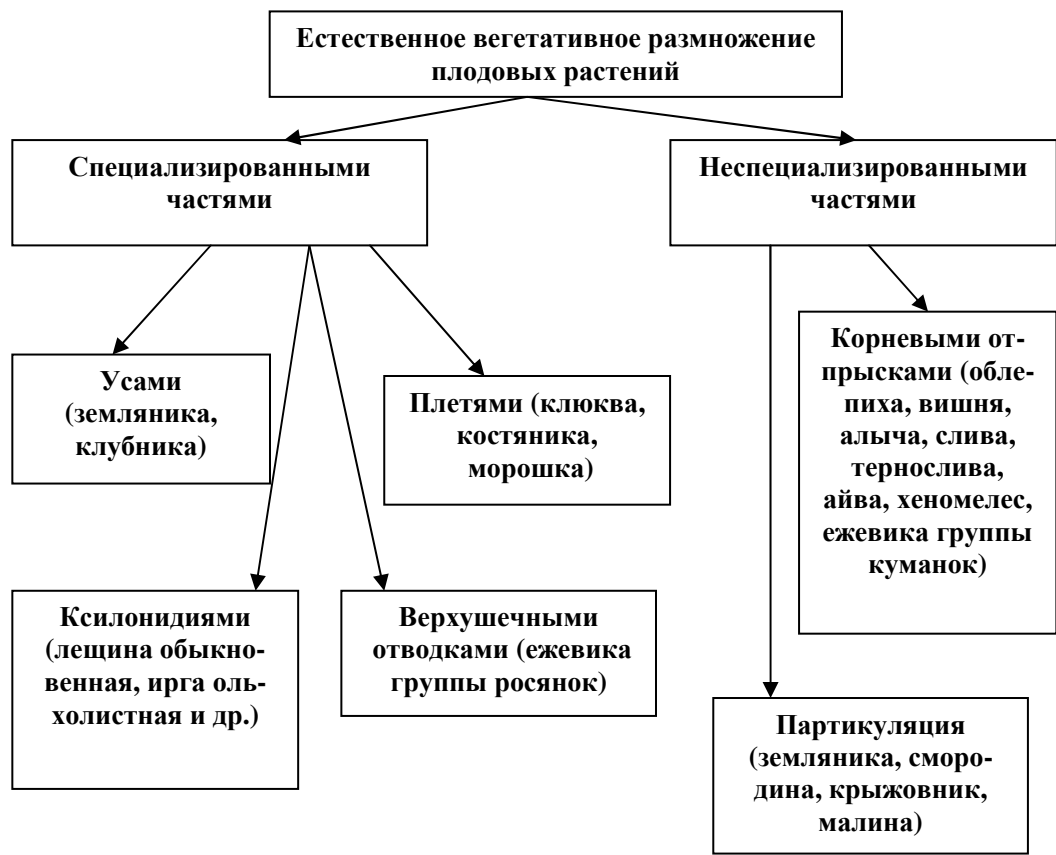 Естественное вегетативное размножение
плодовых растений
Специализированными
частями
Неспециализированными
частями
Усами
(земляника,
клубника)
Плетями (клюква,
костяника,
морошка)
Корневыми от-
прысками (обле-
пиха, вишня,
алыча, слива,
тернослива,
айва, хеномелес,
ежевика группы
куманок)
Ксилонидиями
(лещина обыкно-
венная, ирга оль-
холистная и др.)
Верхушечными
отводками (ежевика
группы росянок)
Партикуляция
(земляника, сморо-
дина, крыжовник,
малина)